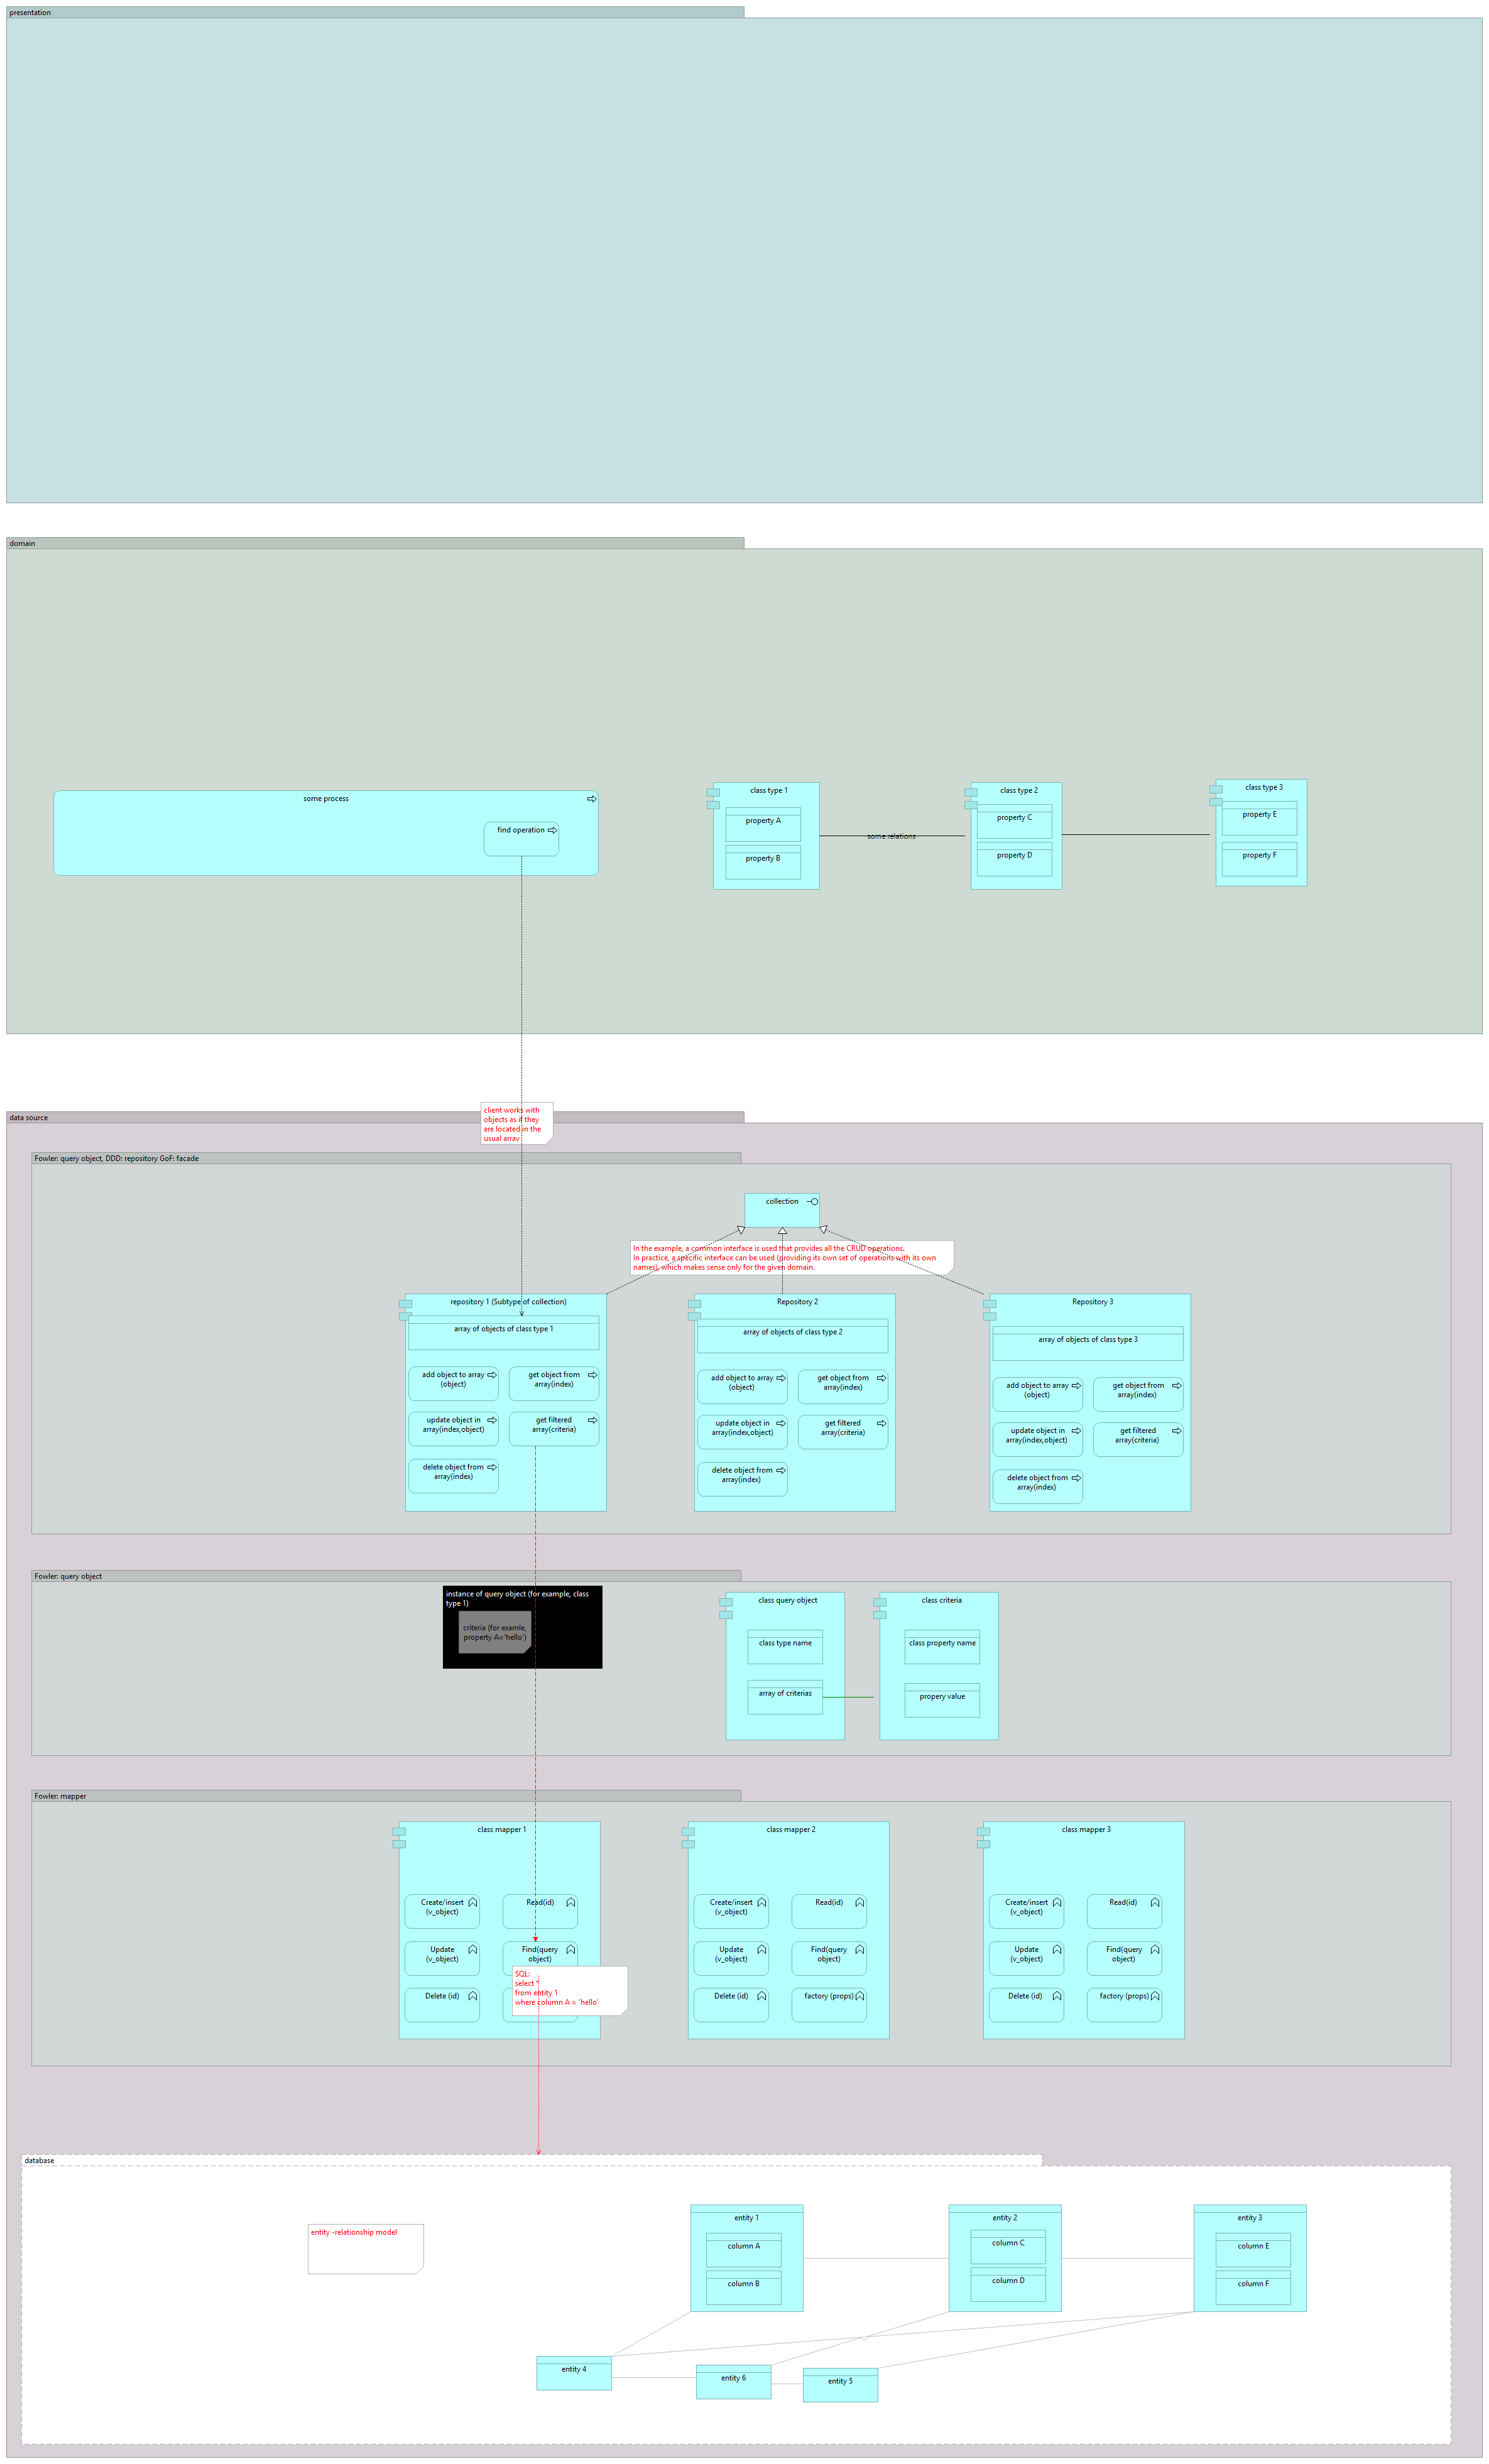 presentation
domain
some process
find operation
class type 1
property A
property B
some relations
class type 2
property C
property D
class type 3
property E
property F
client works with
objects as if they
are located in the
usual array
data source
Fowler: query object, DDD: repository GoF: facade
collection
In the example, a common interface is used that provides all the CRUD operations.
In practice, a specific interface can be used (providing its own set of operations with its own
names), which makes sense only for the given domain.
repository 1 (Subtype of collection)
array of objects of class type 1
add object to array
(object)
get object from
array(index)
update object in
array(index,object)
get filtered
array(criteria)
delete object from
array(index)
Repository 2
array of objects of class type 2
add object to array
(object)
get object from
array(index)
update object in
array(index,object)
get filtered
array(criteria)
delete object from
array(index)
Repository 3
array of objects of class type 3
add object to array
(object)
get object from
array(index)
update object in
array(index,object)
get filtered
array(criteria)
delete object from
array(index)
Fowler: query object
instance of query object (for example, class
type 1)
criteria (for examle,
property A='hello')
class query object
class type name
array of criterias
class criteria
class property name
propery value
Fowler: mapper
class mapper 1
Create/insert
(v_object)
Read(id)
Update
(v_object)
Find(query
object)
Delete (id)
SQL:
select *
from entity 1
where column A = 'hello'
class mapper 2
Create/insert
(v_object)
Read(id)
Update
(v_object)
Find(query
object)
Delete (id)
factory (props)
class mapper 3
Create/insert
(v_object)
Read(id)
Update
(v_object)
Find(query
object)
Delete (id)
factory (props)
database
entity -relationship model
entity 1
column A
column B
entity 2
column C
column D
entity 3
column E
column F
entity 4
entity 6
entity 5